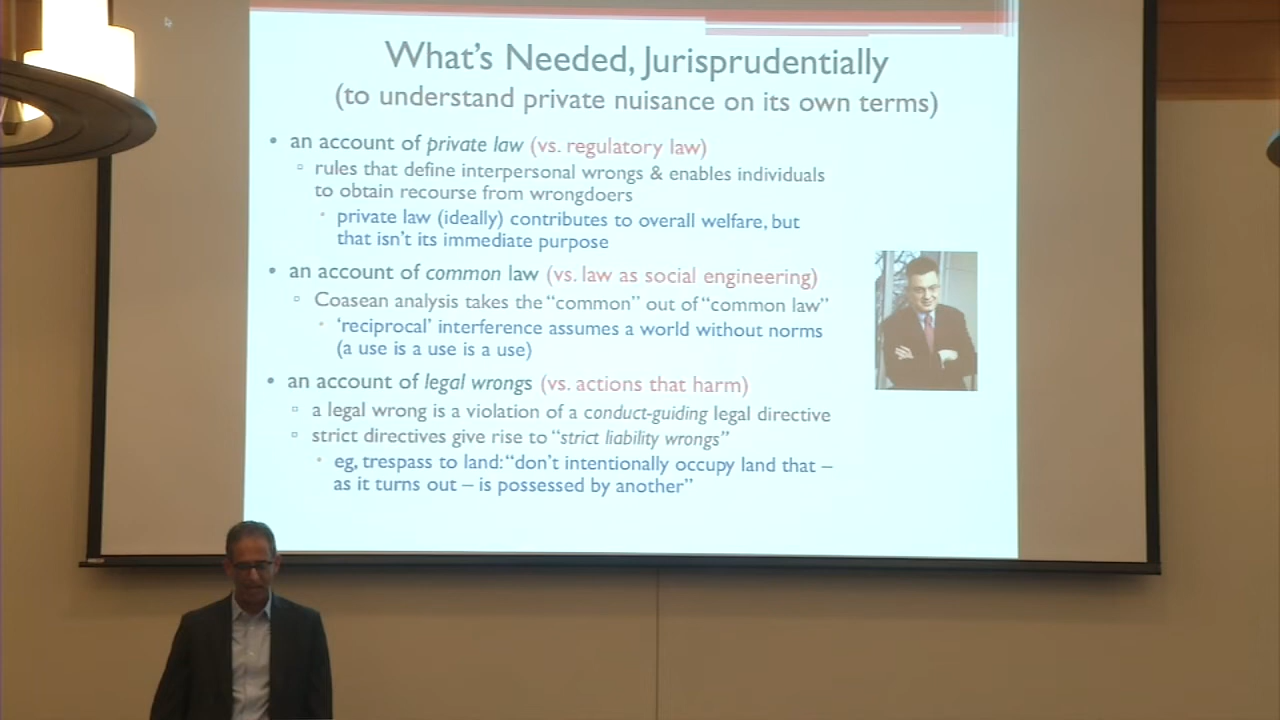 What's Needed, Jurisprudentially
(to understand private nuisance on its own terms)
• an account of private law (vs. regulatory law)
▫ rules that define interpersonal wrongs & enables individuals
to obtain recourse from wrongdoers
• private law (ideally) contributes to overall welfare, but
that isn't its immediate purpose
• an account of common law (vs. law as social engineering)
▫ Coasean analysis takes the "common" out of "common law"
• 'reciprocal' interference assumes a world without norms
(a use is a use is a use)
• an account of legal wrongs (vs. actions that harm)
▫ a legal wrong is a violation of a conduct-guiding legal directive
▫ strict directives give rise to "strict liability wrongs"
• eg, trespass to land: "don't intentionally occupy land that –
as it turns out – is possessed by another"